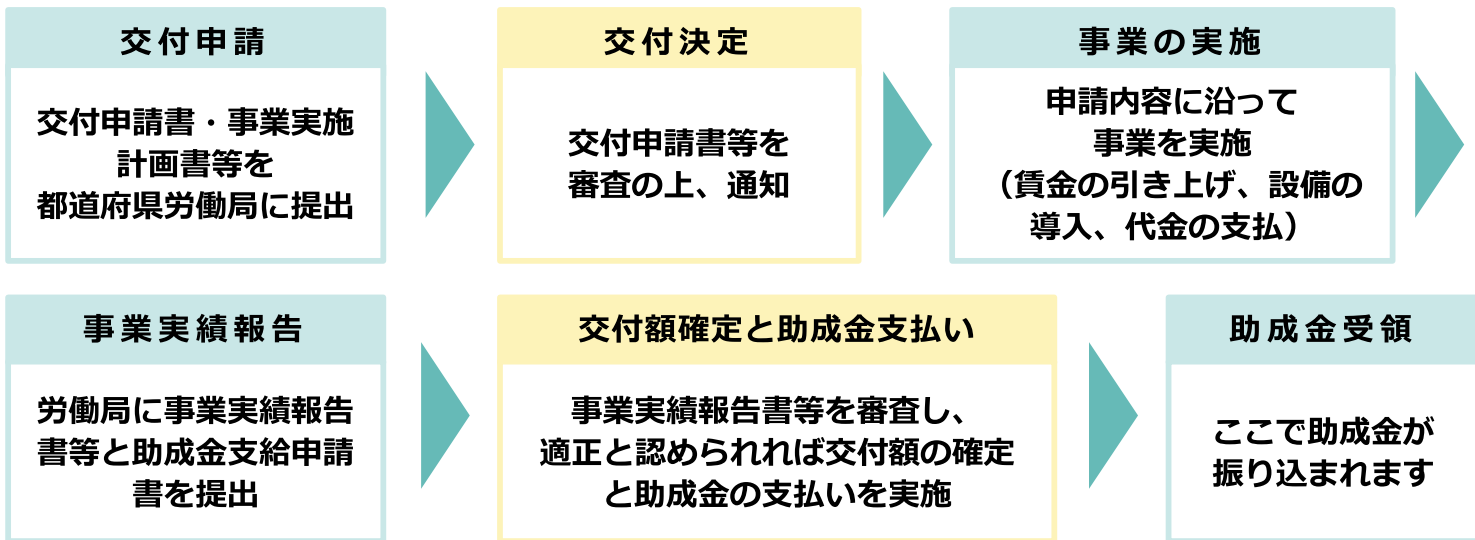 交付申請
交付申請書・事業実施
計画書等を
都道府県労働局に提出
交付決定
交付申請書等を
審査の上、通知
事業の実施
申請内容に沿って
事業を実施
（賃金の引き上げ、設備の
導入、代金の支払）
事業実績報告
労働局に事業実績報告
書等と助成金支給申請
書を提出
交付額確定と助成金支払い
事業実績報告書等を審査し、
適正と認められれば交付額の確定
と助成金の支払いを実施
助成金受領
ここで助成金が
振り込まれます